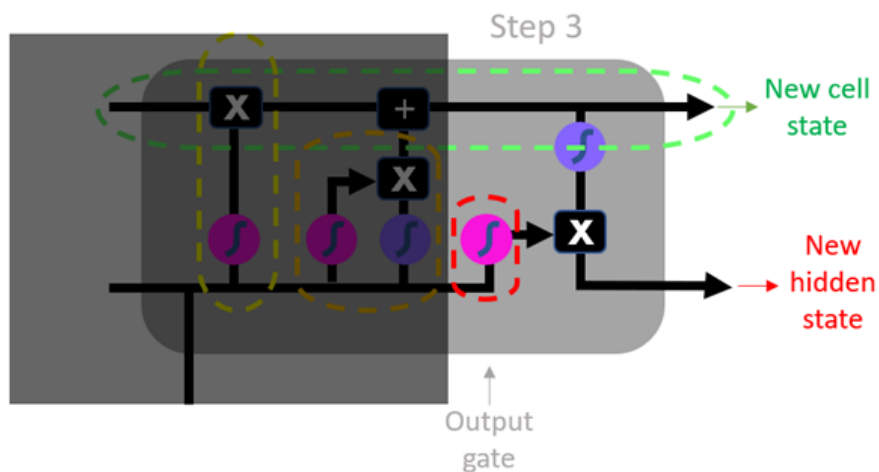 Step 3
X
+
New cell
state
X
X
New
hidden
state
Output
gate